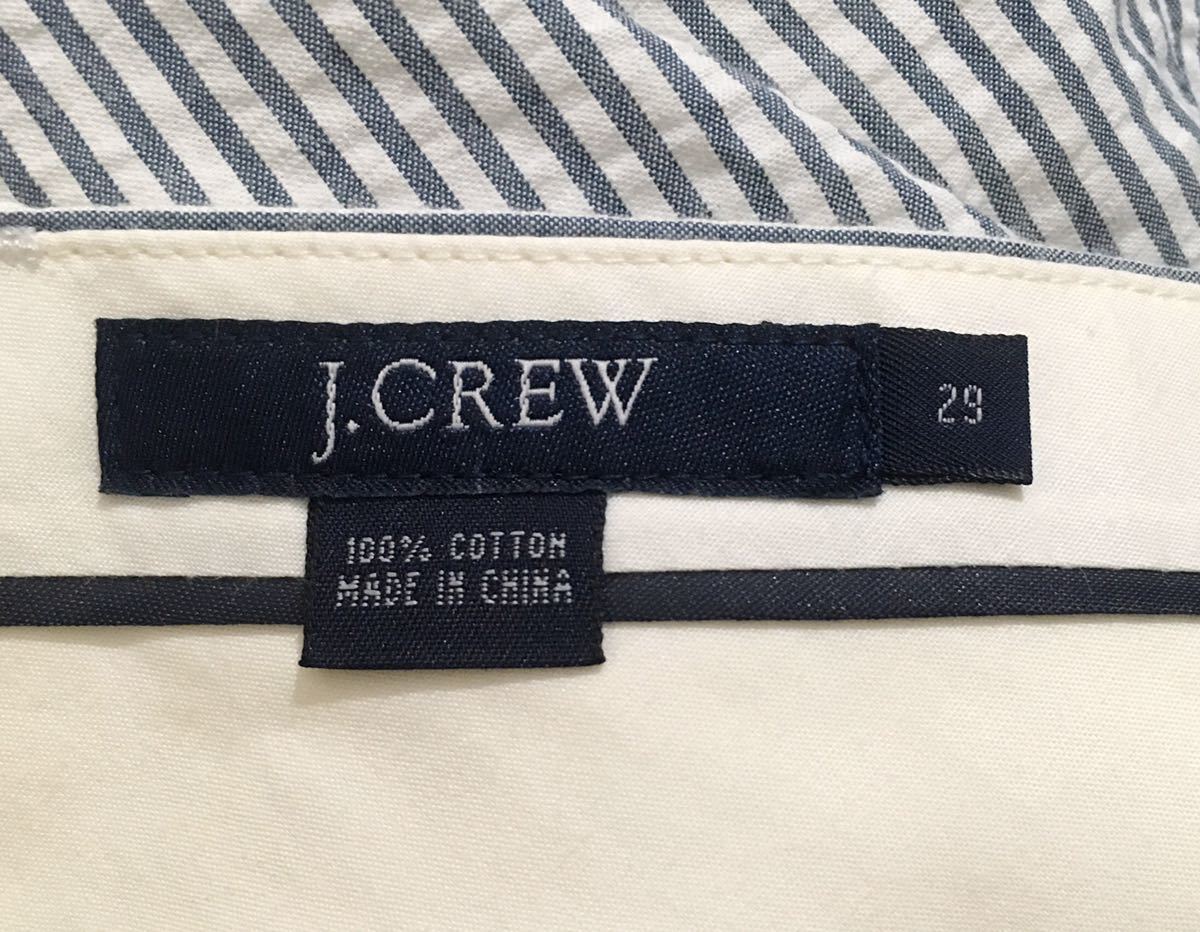 J.CREW
29
100% COTTON
MADE IN CHINA